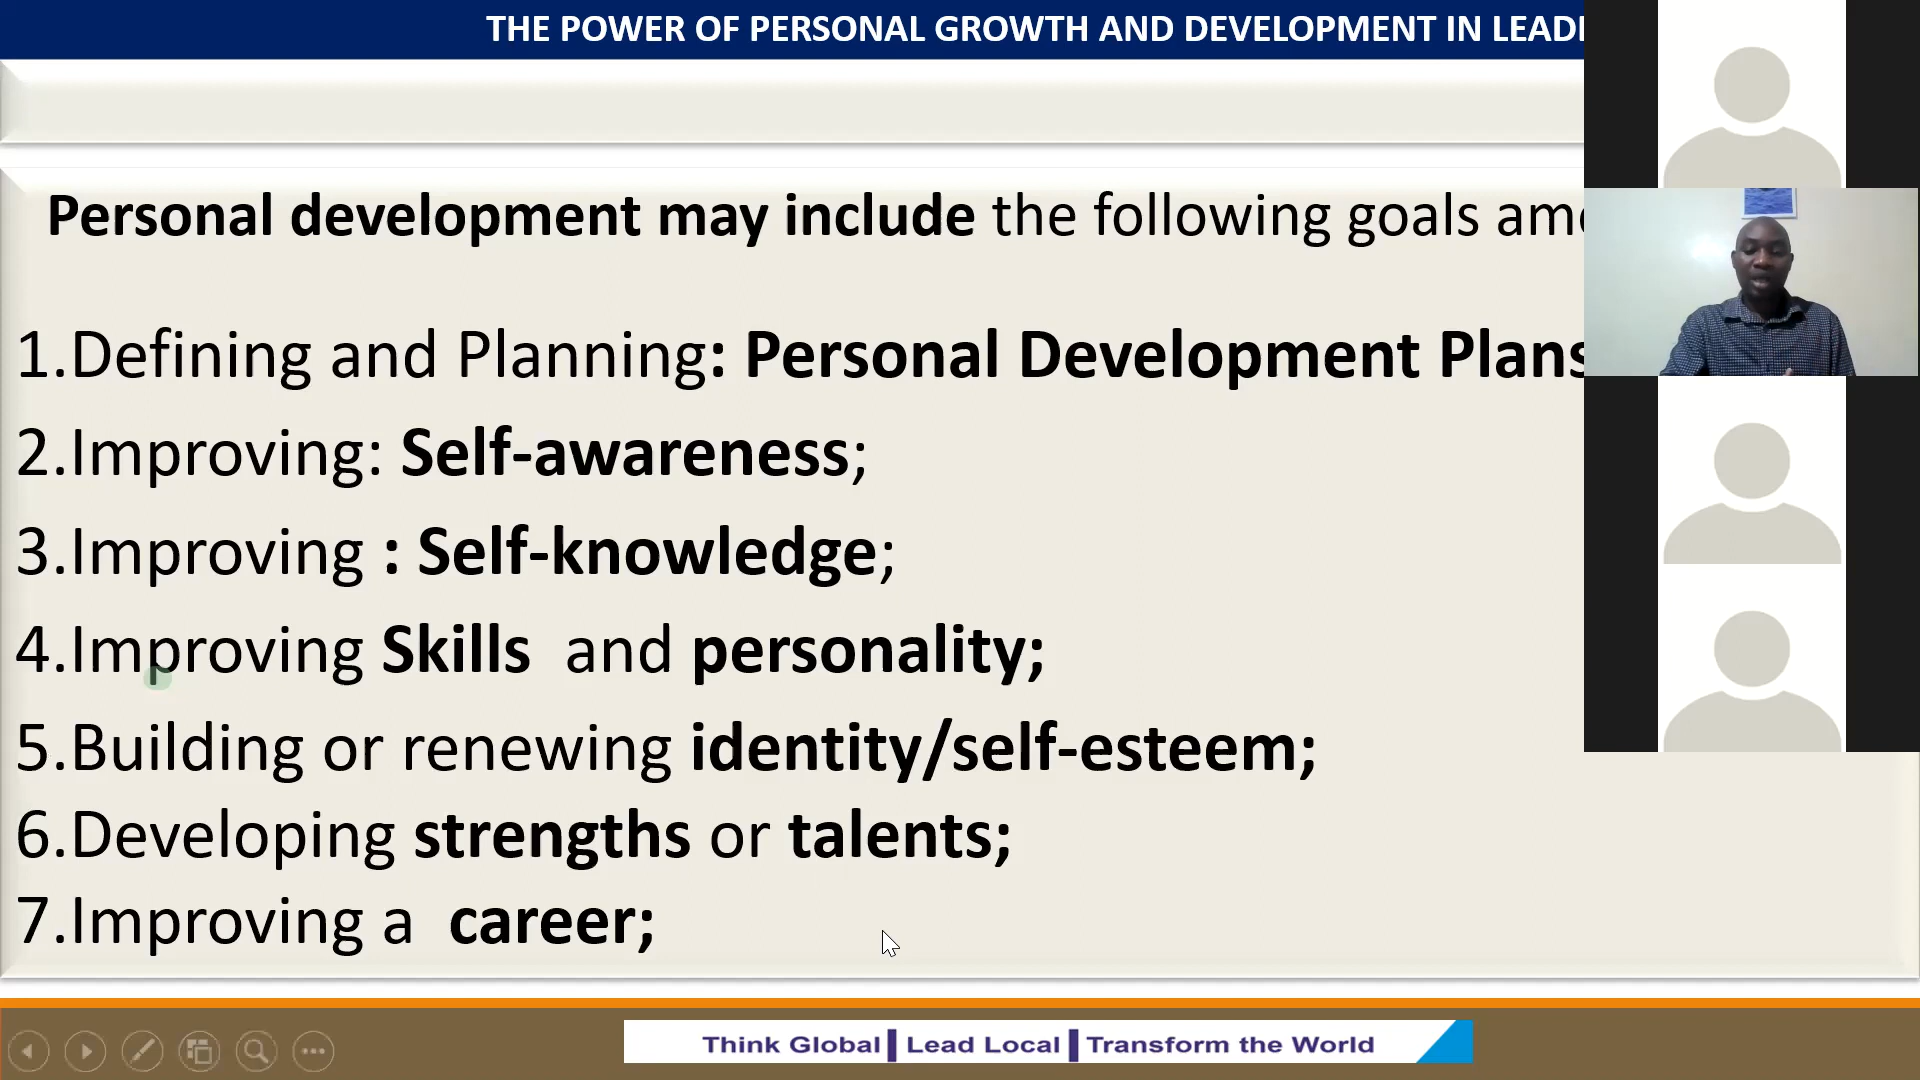 THE POWER OF PERSONAL GROWTH AND DEVELOPMENT IN
Personal development may include the following goals
1.Defining and Planning: Personal Development Plans
2.Improving: Self-awareness;
3.Improving : Self-knowledge;
4.Improving Skills and personality;
5.Building or renewing identity/self-esteem;
6.Developing strengths or talents;
7.Improving a career;
Think Global Lead Local Transform the World